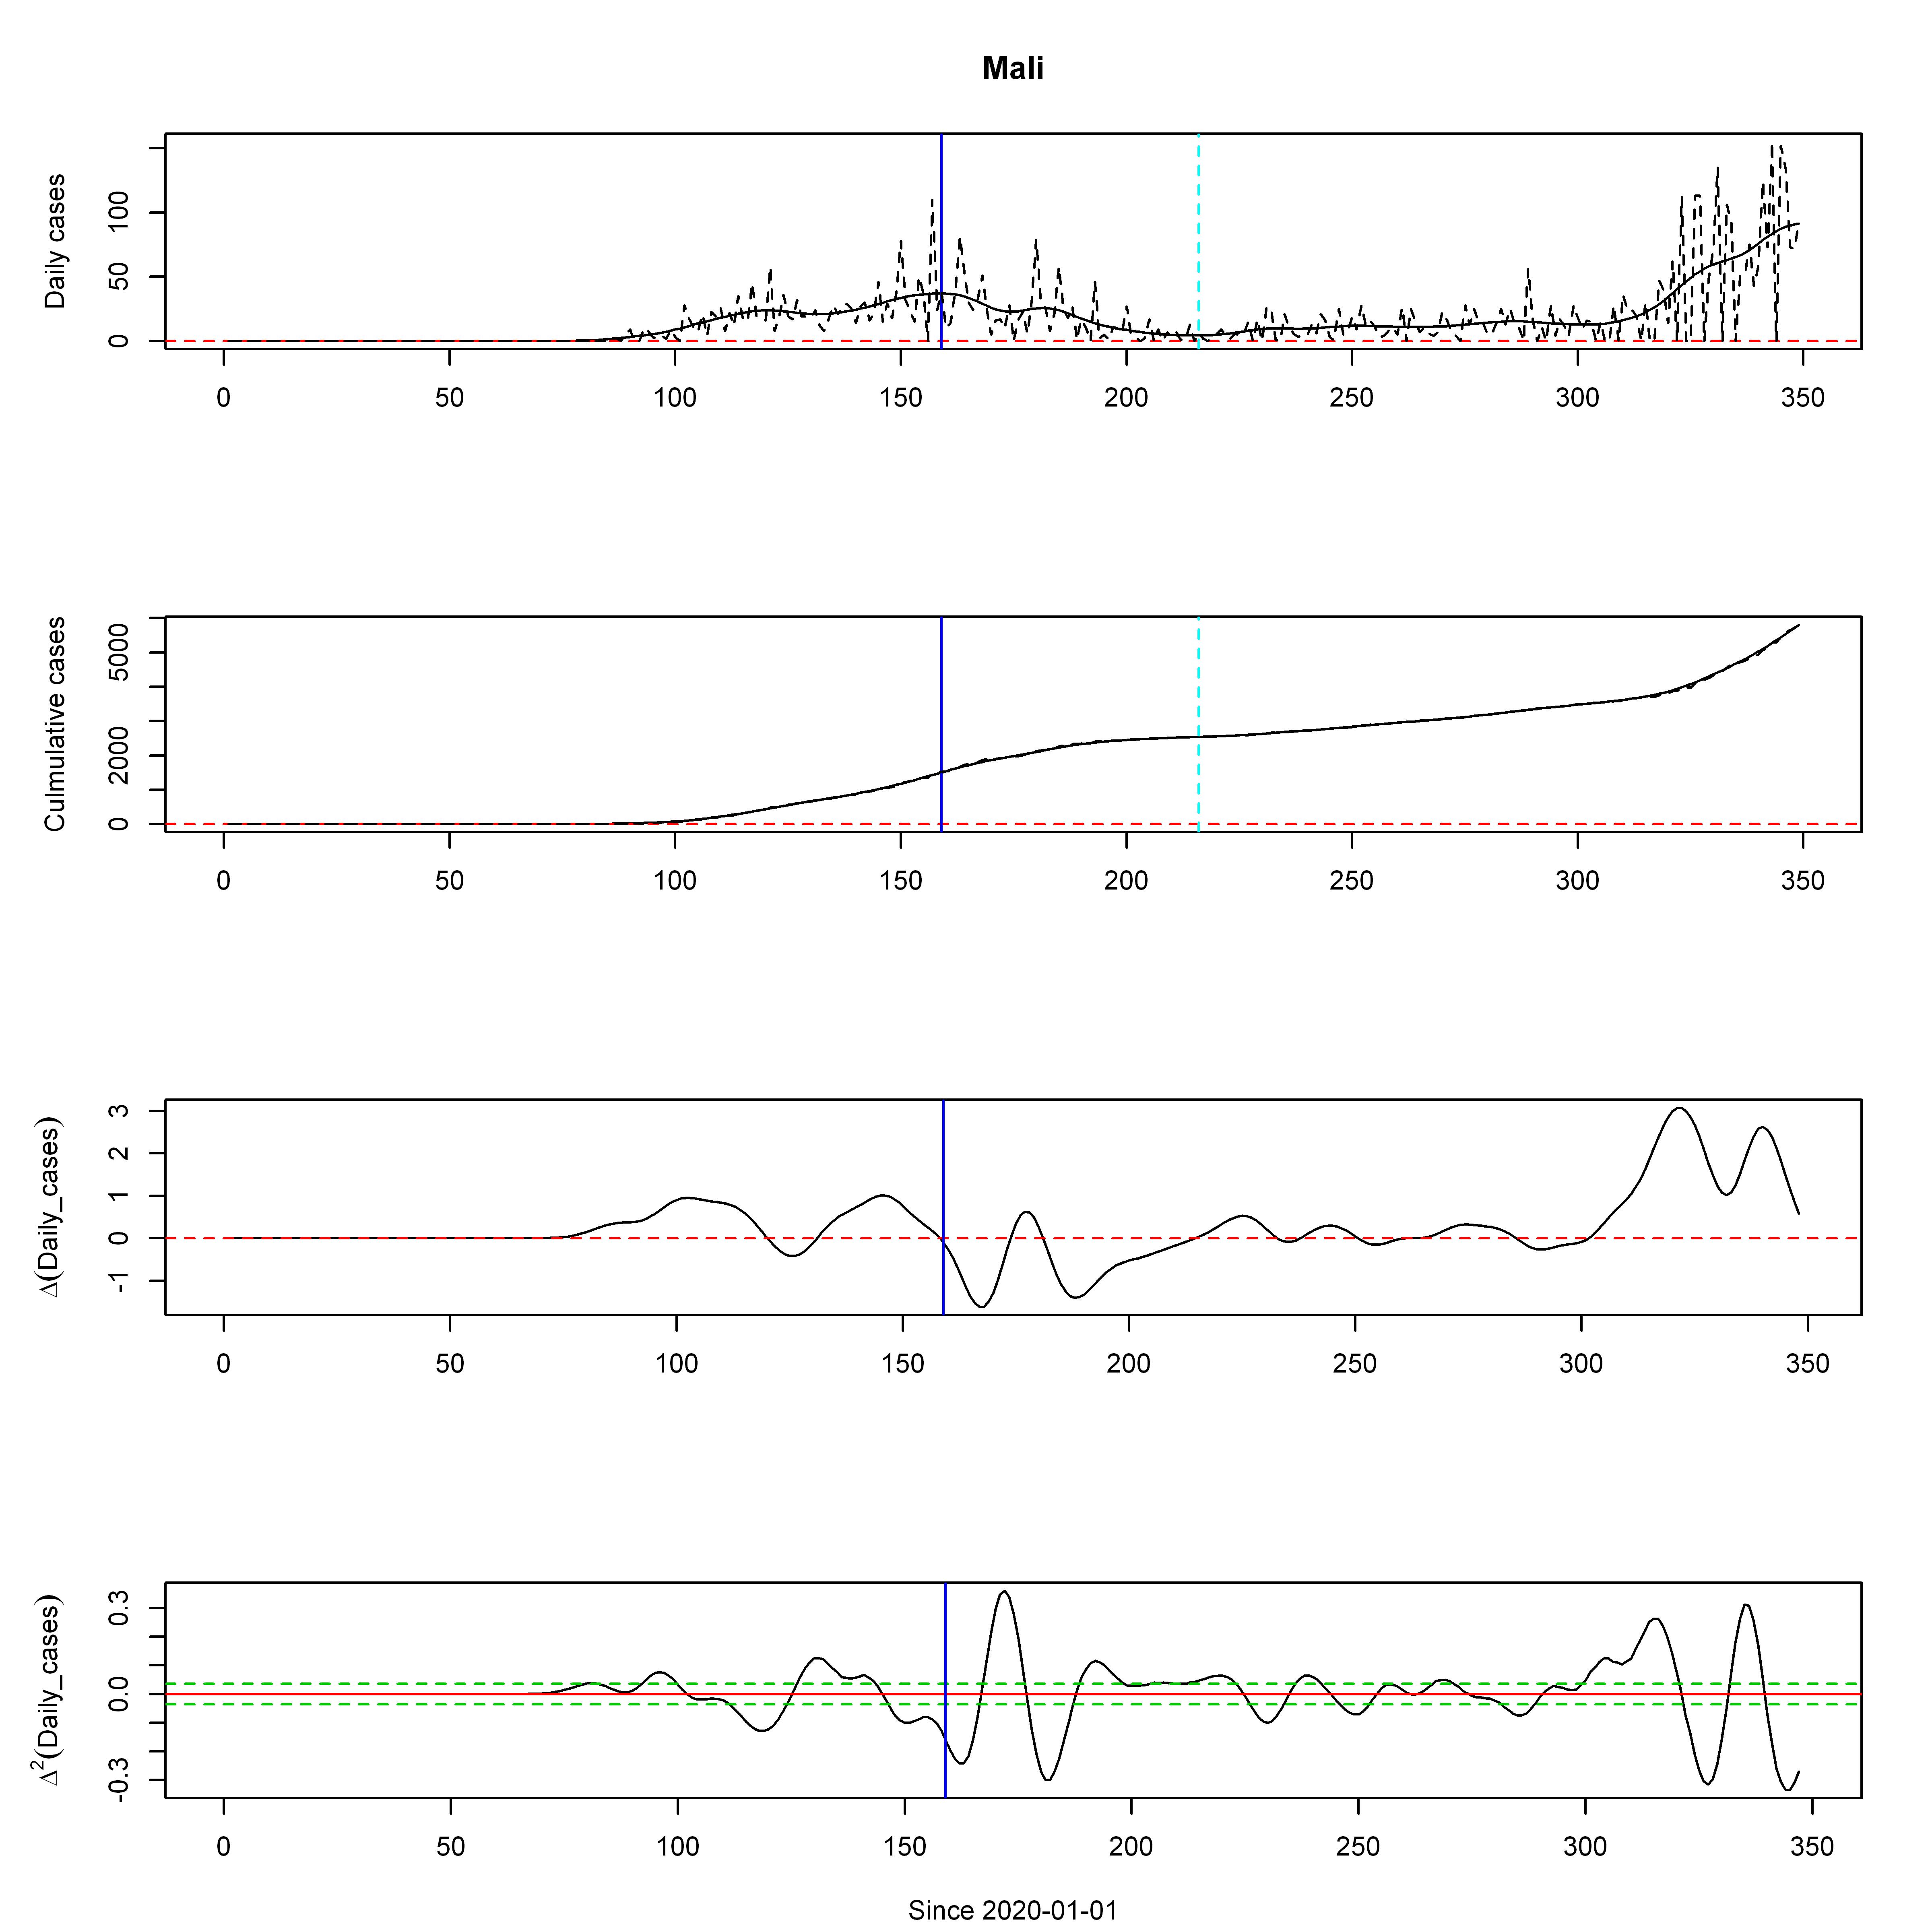 Mali
Daily cases
0 50 100
0 50 100 150 200 250 300 350
Culmulative cases
0 2000 5000
0 50 100 150 200 250 300 350
Δ(Daily_cases)
-1 0 1 2 3
0 50 100 150 200 250 300 350
Δ²(Daily_cases)
-0.3 0.0 0.3
0 50 100 150 200 250 300 350
Since 2020-01-01